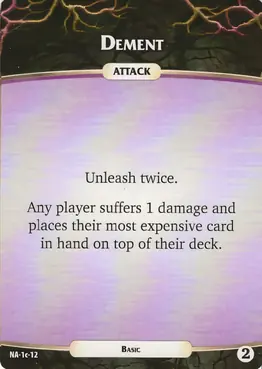 DEMENT
ATTACK
Unleash twice.
Any player suffers 1 damage and
places their most expensive card
in hand on top of their deck.
NA-1c-12
BASIC
2